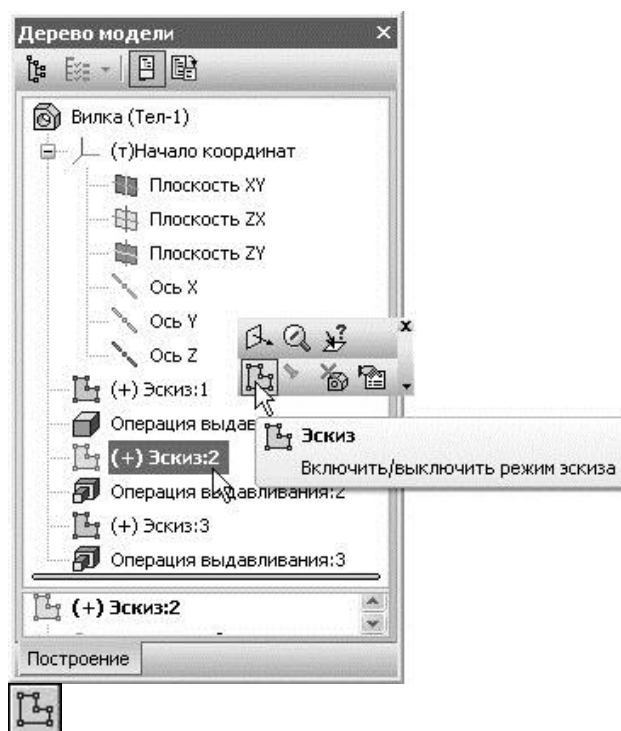 Дерево модели
Вилка (Тел-1)
(т)Начало координат
Плоскость XY
Плоскость ZX
Плоскость ZY
Ось X
Ось Y
Ось Z
(+) Эскиз:1
Операция выдав
(+) Эскиз:2
Операция выдавливания:2
(+) Эскиз:3
Операция выдавливания:3
Эскиз
Включить/выключить режим эскиза
(+) Эскиз:2
Построение